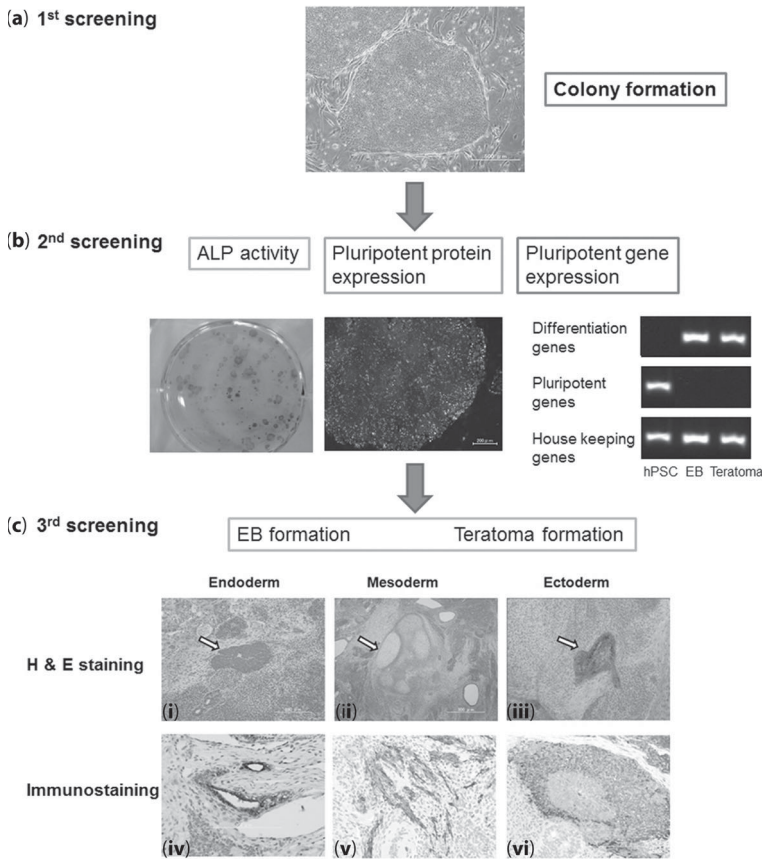 (a) 1st screening
Colony formation
(b) 2nd screening
ALP activity
Pluripotent protein
expression
Pluripotent gene
expression
Differentiation
genes
Pluripotent
genes
House keeping
genes
hPSC EB Teratoma
(c) 3rd screening
EB formation Teratoma formation
Endoderm Mesoderm Ectoderm
H & E staining
(i) (ii) (iii)
Immunostaining
(iv) (v) (vi)